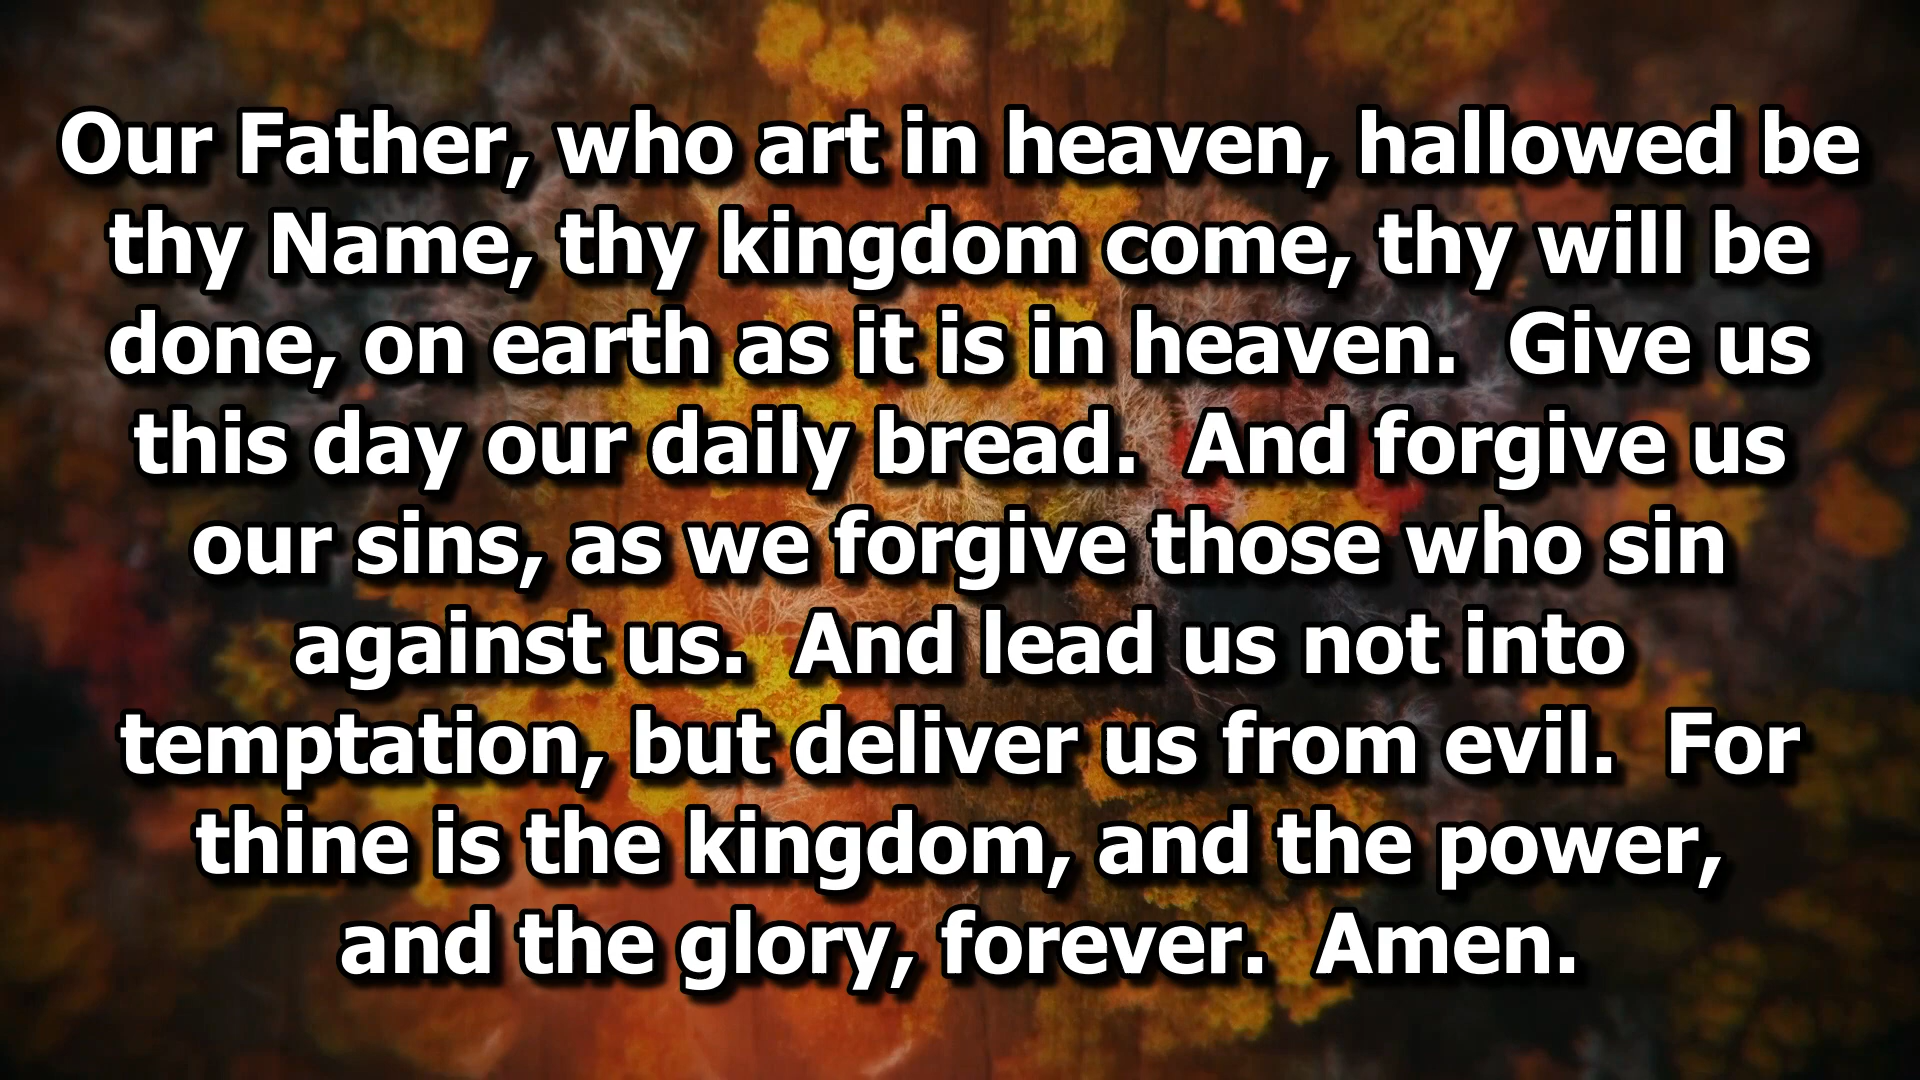 Our Father, who art in heaven, hallowed be
thy Name, thy kingdom come, thy will be
done, on earth as it is in heaven.  Give us
this day our daily bread.  And forgive us
our sins, as we forgive those who sin
against us.  And lead us not into
temptation, but deliver us from evil.  For
thine is the kingdom, and the power,
and the glory, forever.  Amen.